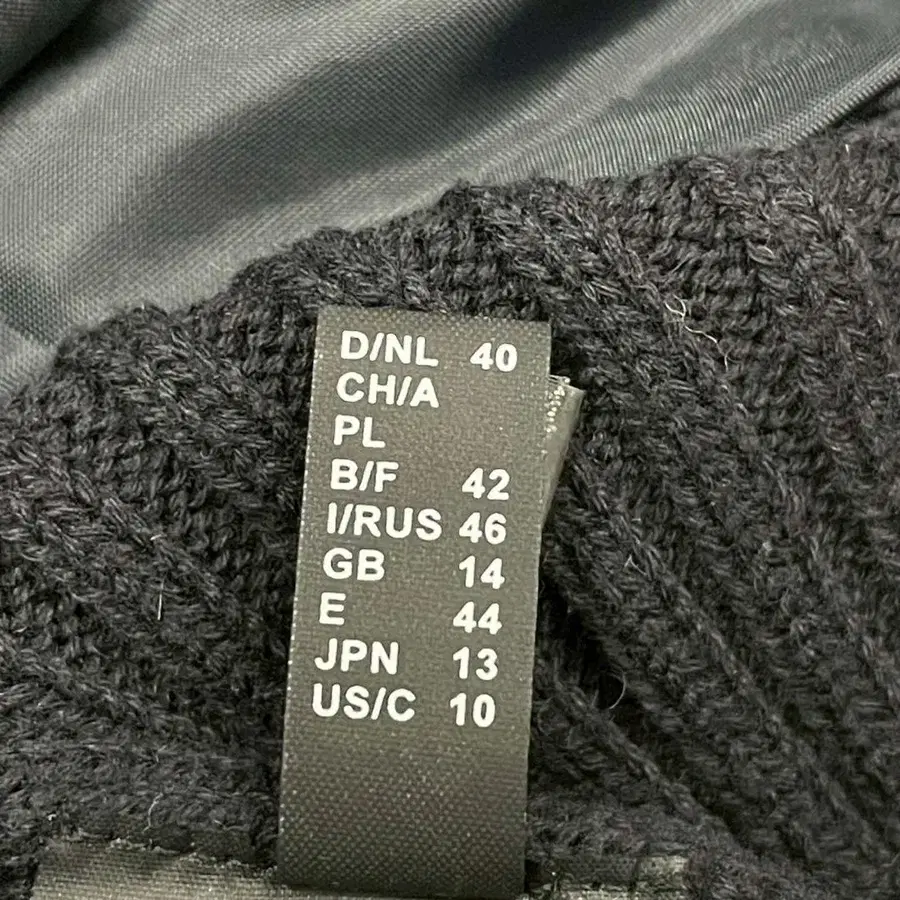 D/NL 40
CH/A
PL
B/F 42
I/RUS 46
GB 14
E 44
JPN 13
US/C 10